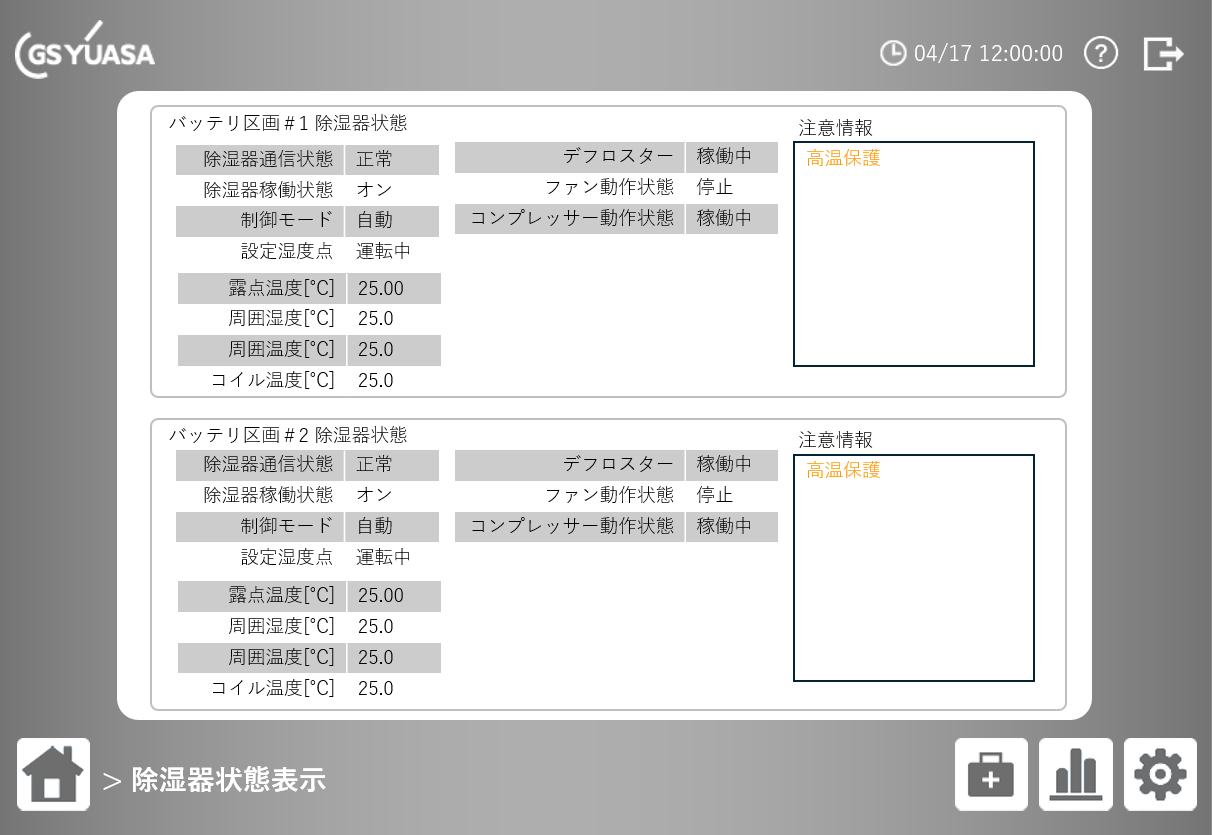 GS YUASA
04/17 12:00:00
バッテリ区画＃1 除湿器状態
除湿器通信状態 正常
除湿器稼働状態 オン
制御モード 自動
設定湿度点 運転中
露点温度[℃] 25.00
周囲湿度[℃] 25.0
周囲温度[℃] 25.0
コイル温度[℃] 25.0
デフロスター 稼働中
ファン動作状態 停止
コンプレッサー動作状態 稼働中
注意情報
高温保護
バッテリ区画＃2 除湿器状態
除湿器通信状態 正常
除湿器稼働状態 オン
制御モード 自動
設定湿度点 運転中
露点温度[℃] 25.00
周囲湿度[℃] 25.0
周囲温度[℃] 25.0
コイル温度[℃] 25.0
デフロスター 稼働中
ファン動作状態 停止
コンプレッサー動作状態 稼働中
注意情報
高温保護
＞除湿器状態表示